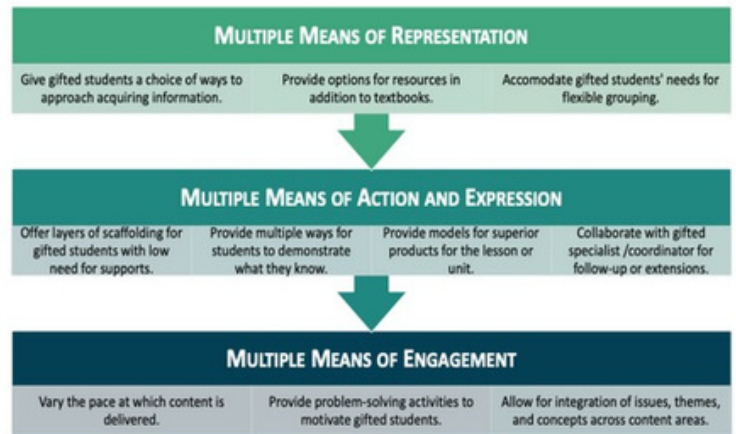 MULTIPLE MEANS OF REPRESENTATION
Give gifted students a choice of ways to
approach acquiring information.
Provide options for resources in
addition to textbooks.
Accomodate gifted students' needs for
flexible grouping.
MULTIPLE MEANS OF ACTION AND EXPRESSION
Offer layers of scaffolding for
gifted students with low
need for supports.
Provide multiple ways for
students to demonstrate
what they know.
Provide models for superior
products for the lesson or
unit.
Collaborate with gifted
specialist /coordinator for
follow-up or extensions.
MULTIPLE MEANS OF ENGAGEMENT
Vary the pace at which content is
delivered.
Provide problem-solving activities to
motivate gifted students.
Allow for integration of issues, themes,
and concepts across content areas.